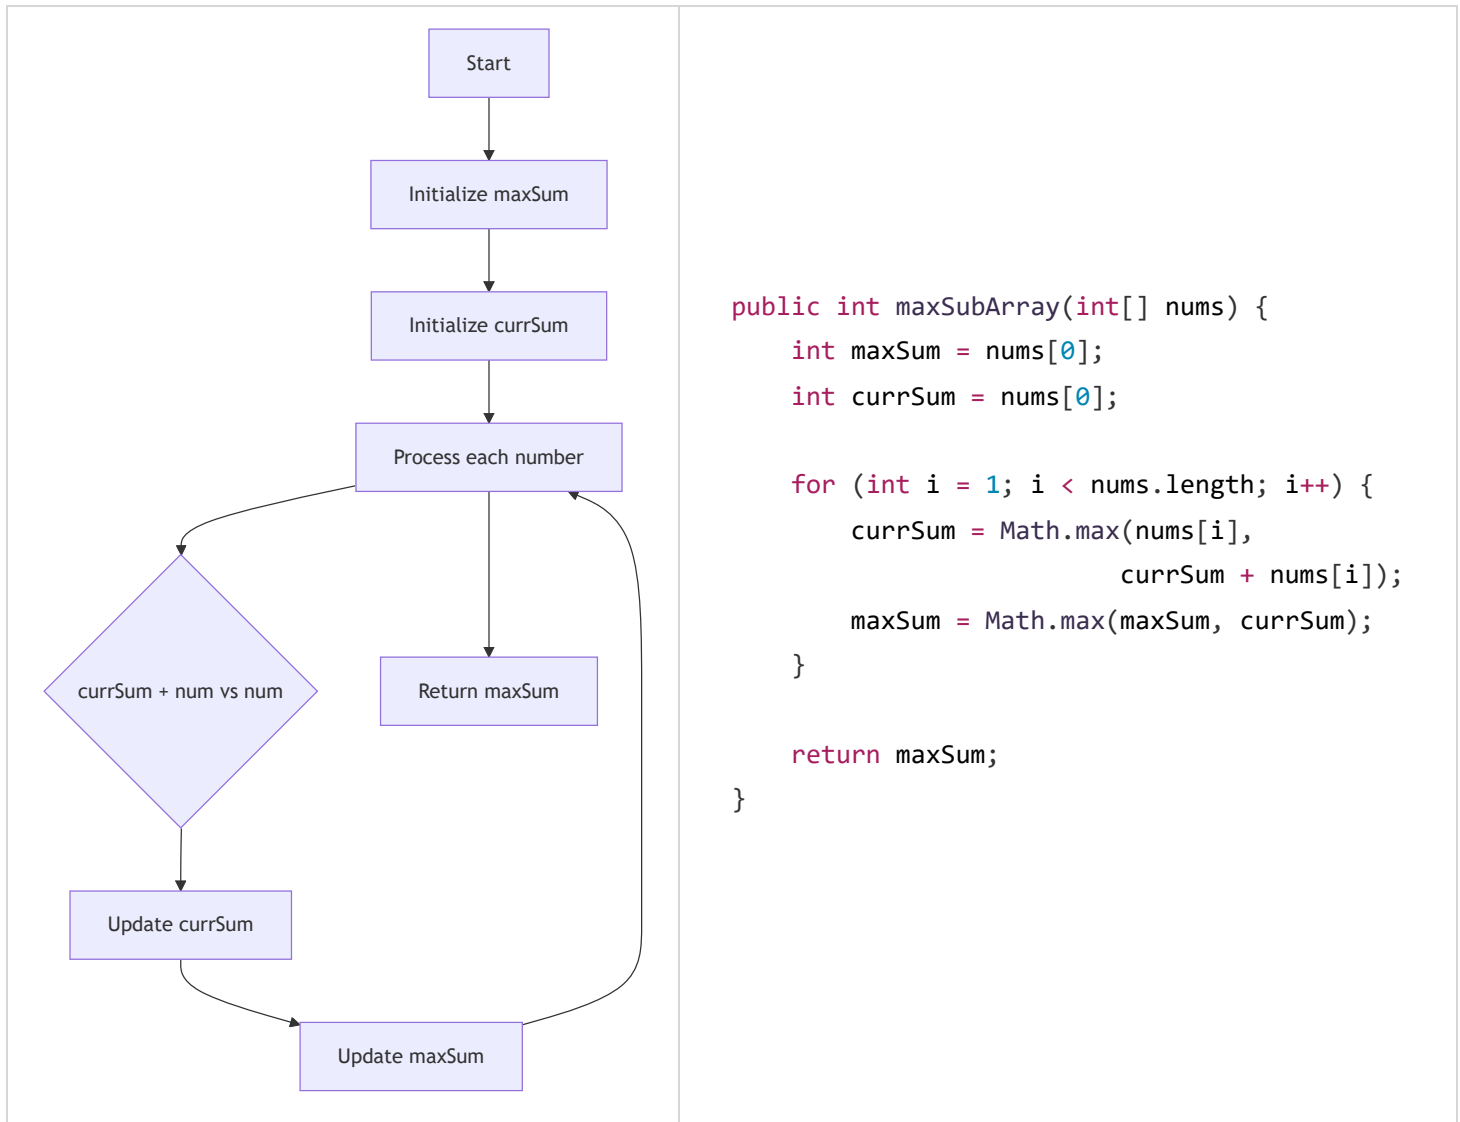 Start
Initialize maxSum
Initialize currSum
Process each number
currSum + num vs num
Return maxSum
Update currSum
Update maxSum
public int maxSubArray(int[] nums) {
    int maxSum = nums[0];
    int currSum = nums[0];

    for (int i = 1; i < nums.length; i++) {
        currSum = Math.max(nums[i],
                          currSum + nums[i]);
        maxSum = Math.max(maxSum, currSum);
    }

    return maxSum;
}